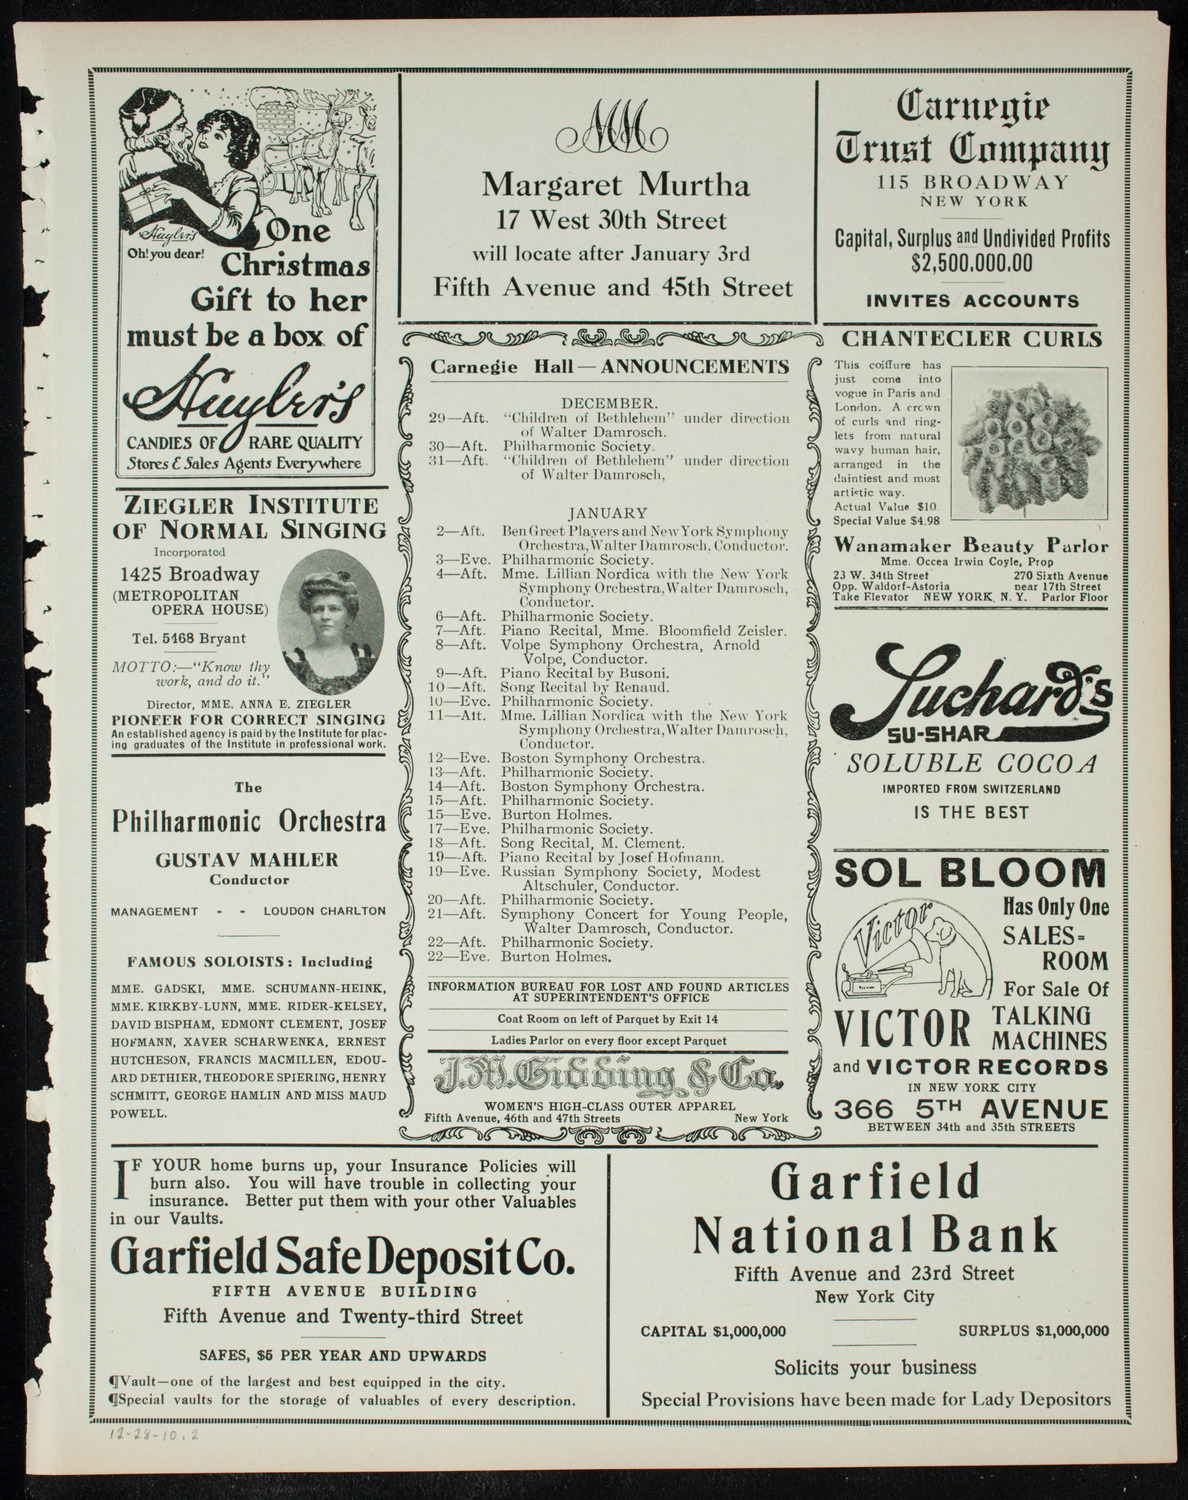 Huyler's
Oh! you dear!
One
Christmas
Gift to her
must be a box of
Huyler's
CANDIES OF RARE QUALITY
Stores & Sales Agents Everywhere
ZIEGLER INSTITUTE
OF NORMAL SINGING
Incorporated
1425 Broadway
(METROPOLITAN
OPERA HOUSE)
Tel. 5468 Bryant
MOTTO:—"Know thy
work, and do it."
Director, MME. ANNA E. ZIEGLER
PIONEER FOR CORRECT SINGING
An established agency is paid by the Institute for plac-
ing graduates of the Institute in professional work.
The
Philharmonic Orchestra
GUSTAV MAHLER
Conductor
MANAGEMENT - - LOUDON CHARLTON
FAMOUS SOLOISTS: Including
MME. GADSKI, MME. SCHUMANN-HEINK,
MME. KIRKBY-LUNN, MME. RIDER-KELSEY,
DAVID BISPHAM, EDMONT CLEMENT, JOSEF
HOFMANN, XAVER SCHARWENKA, ERNEST
HUTCHESON, FRANCIS MACMILLEN, EDOU-
ARD DETHIER, THEODORE SPIERING, HENRY
SCHMITT, GEORGE HAMLIN AND MISS MAUD
POWELL.
MM
Margaret Murtha
17 West 30th Street
will locate after January 3rd
Fifth Avenue and 45th Street
Carnegie Hall—ANNOUNCEMENTS
DECEMBER.
29—Aft. "Children of Bethlehem" under direction
of Walter Damrosch.
30—Aft. Philharmonic Society.
31—Aft. "Children of Bethlehem" under direction
of Walter Damrosch,
JANUARY
2—Aft. Ben Greet Players and New York Symphony
Orchestra, Walter Damrosch, Conductor.
3—Eve. Philharmonic Society.
4—Aft. Mme. Lillian Nordica with the New York
Symphony Orchestra, Walter Damrosch,
Conductor.
6—Aft. Philharmonic Society.
7—Aft. Piano Recital, Mme. Bloomfield Zeisler.
8—Aft. Volpe Symphony Orchestra, Arnold
Volpe, Conductor.
9—Aft. Piano Recital by Busoni.
10—Aft. Song Recital by Renaud.
10—Eve. Philharmonic Society.
11—Aft. Mme. Lillian Nordica with the New York
Symphony Orchestra, Walter Damrosch,
Conductor.
12—Eve. Boston Symphony Orchestra.
13—Aft. Philharmonic Society.
14—Aft. Boston Symphony Orchestra.
15—Aft. Philharmonic Society.
15—Eve. Burton Holmes.
17—Eve. Philharmonic Society.
18—Aft. Song Recital, M. Clement.
19—Aft. Piano Recital by Josef Hofmann.
19—Eve. Russian Symphony Society, Modest
Altschuler, Conductor.
20—Aft. Philharmonic Society.
21—Aft. Symphony Concert for Young People,
Walter Damrosch, Conductor.
22—Aft. Philharmonic Society.
22—Eve. Burton Holmes.
INFORMATION BUREAU FOR LOST AND FOUND ARTICLES
AT SUPERINTENDENT'S OFFICE
Coat Room on left of Parquet by Exit 14
Ladies Parlor on every floor except Parquet
J.M. Gidding & Co.
WOMEN'S HIGH-CLASS OUTER APPAREL
Fifth Avenue, 46th and 47th Streets New York
Carnegie
Trust Company
115 BROADWAY
NEW YORK
Capital, Surplus and Undivided Profits
$2,500,000.00
INVITES ACCOUNTS
CHANTECLER CURLS
This coiffure has
just come into
vogue in Paris and
London. A crown
of curls and ring-
lets from natural
wavy human hair,
arranged in the
daintiest and most
artistic way.
Actual Value $10.
Special Value $4.98
Wanamaker Beauty Parlor
Mme. Occea Irwin Coyle, Prop
23 W. 34th Street 270 Sixth Avenue
Opp. Waldorf-Astoria near 17th Street
Take Elevator NEW YORK, N. Y. Parlor Floor
Suchard's
SU-SHAR
SOLUBLE COCOA
IMPORTED FROM SWITZERLAND
IS THE BEST
SOL BLOOM
Victor
Has Only One
SALES-
ROOM
For Sale Of
VICTOR TALKING
MACHINES
and VICTOR RECORDS
IN NEW YORK CITY
366 5TH AVENUE
BETWEEN 34th and 35th STREETS
IF YOUR home burns up, your Insurance Policies will
burn also. You will have trouble in collecting your
insurance. Better put them with your other Valuables
in our Vaults.
Garfield Safe Deposit Co.
FIFTH AVENUE BUILDING
Fifth Avenue and Twenty-third Street
SAFES, $5 PER YEAR AND UPWARDS
¶Vault—one of the largest and best equipped in the city.
¶Special vaults for the storage of valuables of every description.
Garfield
National Bank
Fifth Avenue and 23rd Street
New York City
CAPITAL $1,000,000 SURPLUS $1,000,000
Solicits your business
Special Provisions have been made for Lady Depositors
12-28-10.2